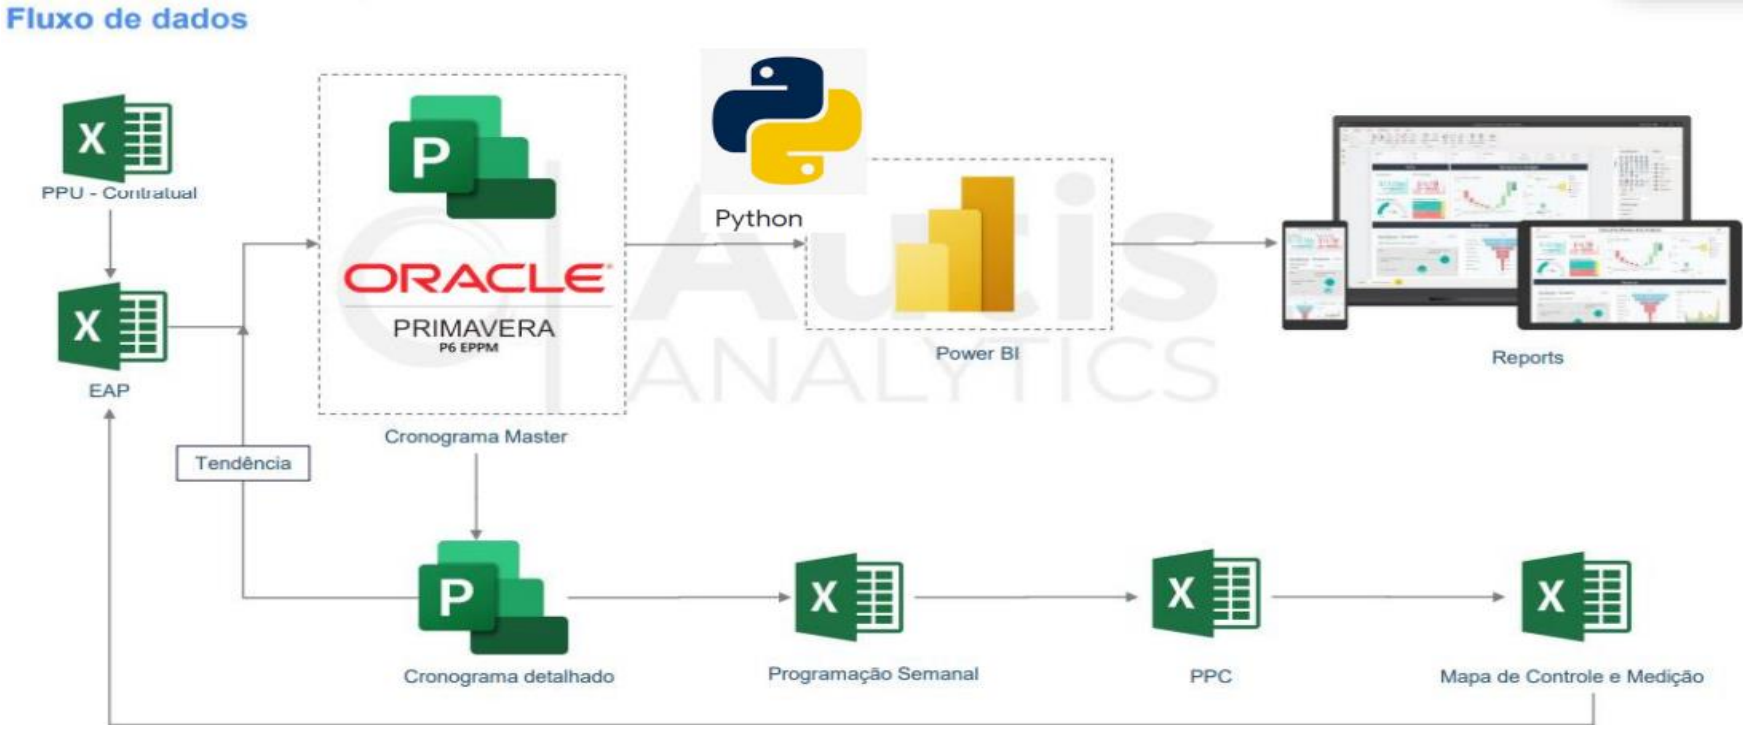 Fluxo de dados
X
PPU - Contratual
X
EAP
Tendência
P
ORACLE
PRIMAVERA
P6 EPPM
Cronograma Master
Python
Power BI
Reports
Autis
ANALYTICS
P
Cronograma detalhado
X
Programação Semanal
X
PPC
X
Mapa de Controle e Medição